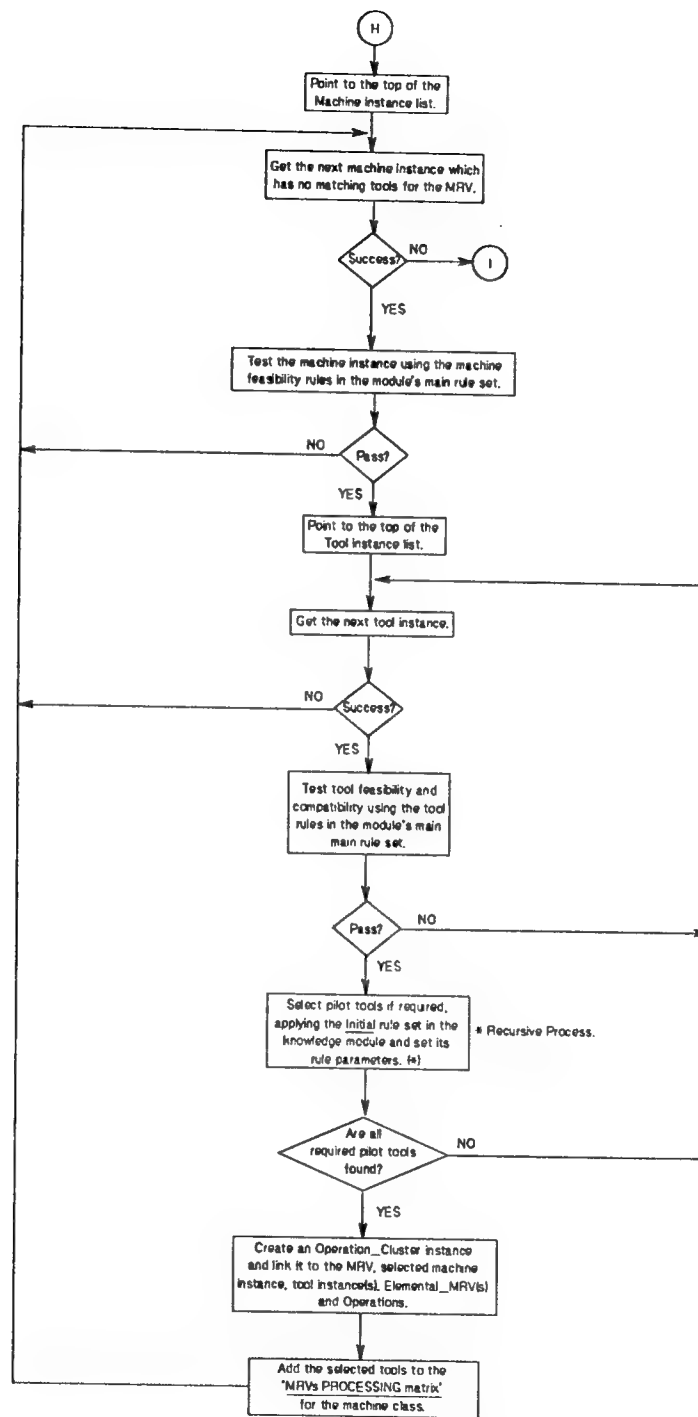 H
Point to the top of the
Machine instance list.
Get the next machine instance which
has no matching tools for the MRV.
Success?
NO
I
YES
Test the machine instance using the machine
feasibility rules in the module's main rule set.
NO
Pass?
YES
Point to the top of the
Tool instance list.
Get the next tool instance.
NO
Success?
YES
Test tool feasibility and
compatibility using the tool
rules in the module's main
main rule set.
Pass?
NO
YES
Select pilot tools if required,
applying the Initial rule set in the
knowledge module and set its
rule parameters. (*)
* Recursive Process.
Are all
required pilot tools
found?
NO
YES
Create an Operation_Cluster instance
and link it to the MRV, selected machine
instance, tool instance(s), Elemental_MRV(s)
and Operations.
Add the selected tools to the
"MRVs PROCESSING matrix"
for the machine class.